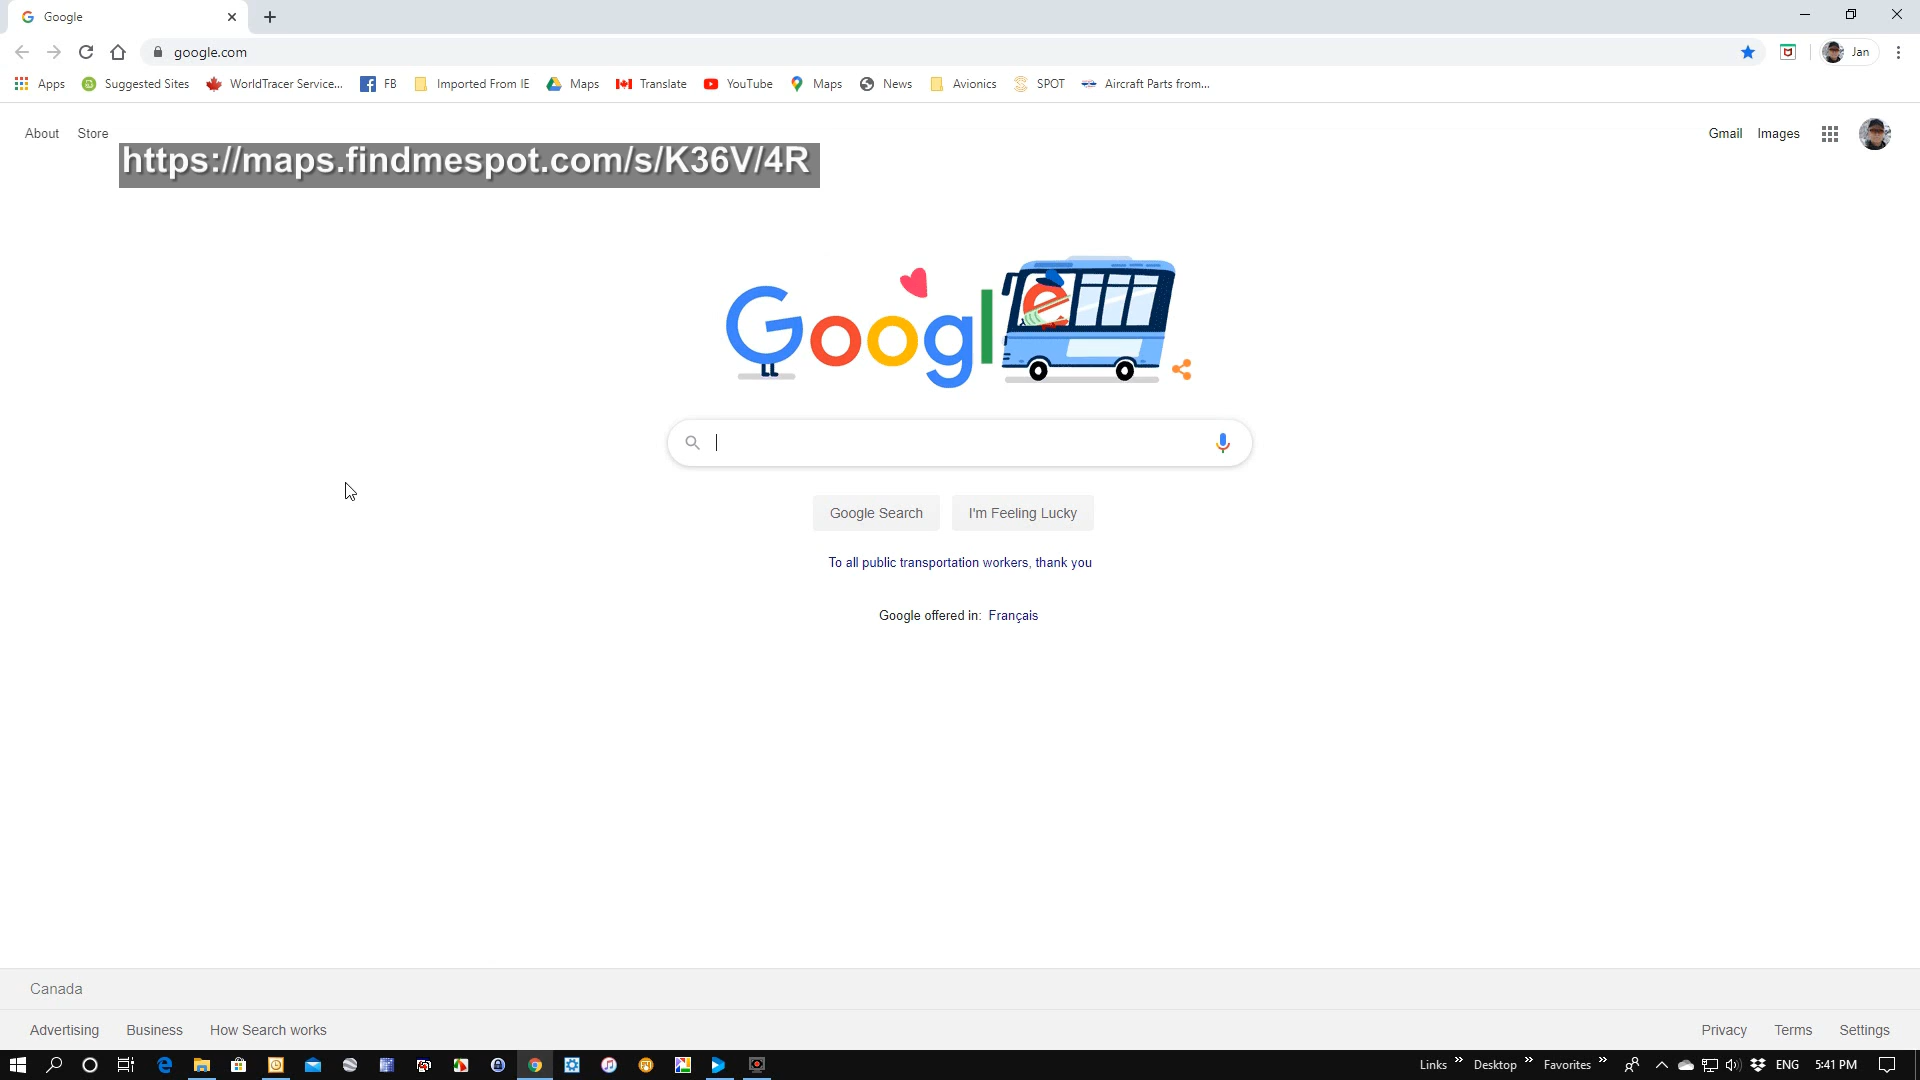 Google
google.com
Jan
Apps Suggested Sites WorldTracer Service... FB Imported From IE Maps Translate YouTube Maps News Avionics SPOT Aircraft Parts from...
About Store
Gmail Images
https://maps.findmespot.com/s/K36V/4R
Google
Google Search I'm Feeling Lucky
To all public transportation workers, thank you
Google offered in: Français
Canada
Advertising Business How Search works
Privacy Terms Settings
Links » Desktop » Favorites » ENG 5:41 PM